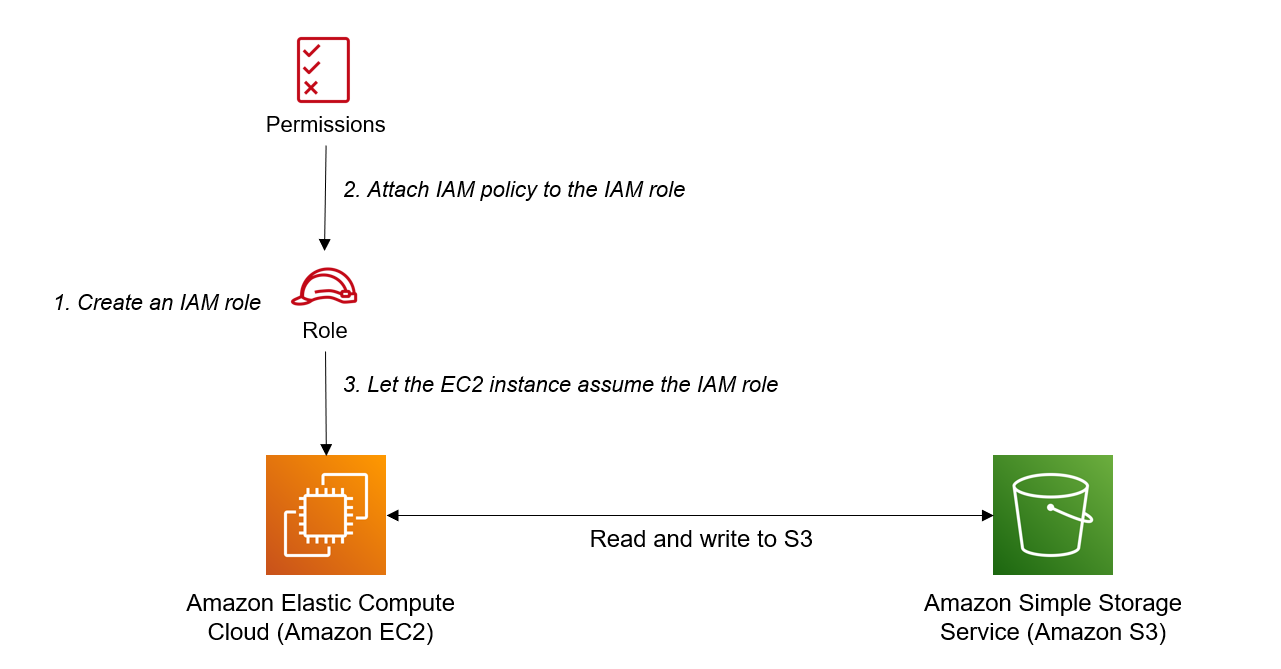 Permissions
2. Attach IAM policy to the IAM role
1. Create an IAM role
Role
3. Let the EC2 instance assume the IAM role
Read and write to S3
Amazon Elastic Compute
Cloud (Amazon EC2)
Amazon Simple Storage
Service (Amazon S3)